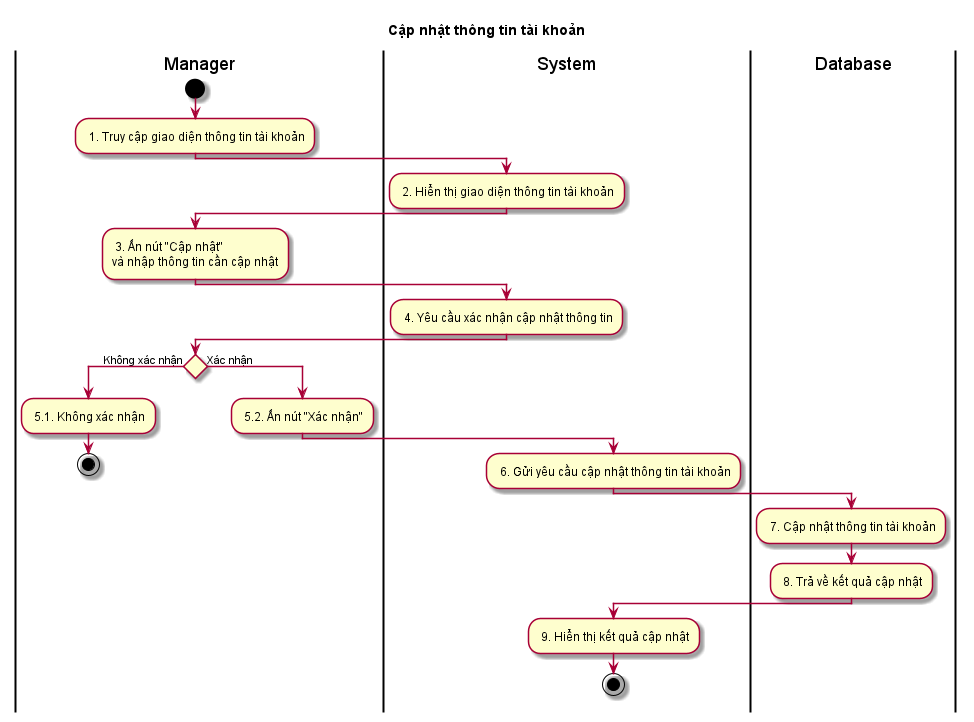 Cập nhật thông tin tài khoản
Manager
System
Database
1. Truy cập giao diện thông tin tài khoản
2. Hiển thị giao diện thông tin tài khoản
3. Ấn nút "Cập nhật"
và nhập thông tin cần cập nhật
4. Yêu cầu xác nhận cập nhật thông tin
Không xác nhận
Xác nhận
5.1. Không xác nhận
5.2. Ấn nút "Xác nhận"
6. Gửi yêu cầu cập nhật thông tin tài khoản
7. Cập nhật thông tin tài khoản
8. Trả về kết quả cập nhật
9. Hiển thị kết quả cập nhật